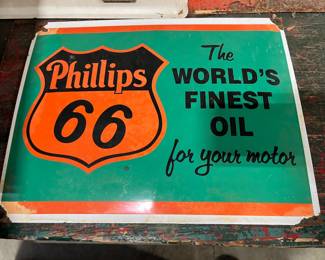 Phillips
66
The
WORLD'S
FINEST
OIL
for your motor